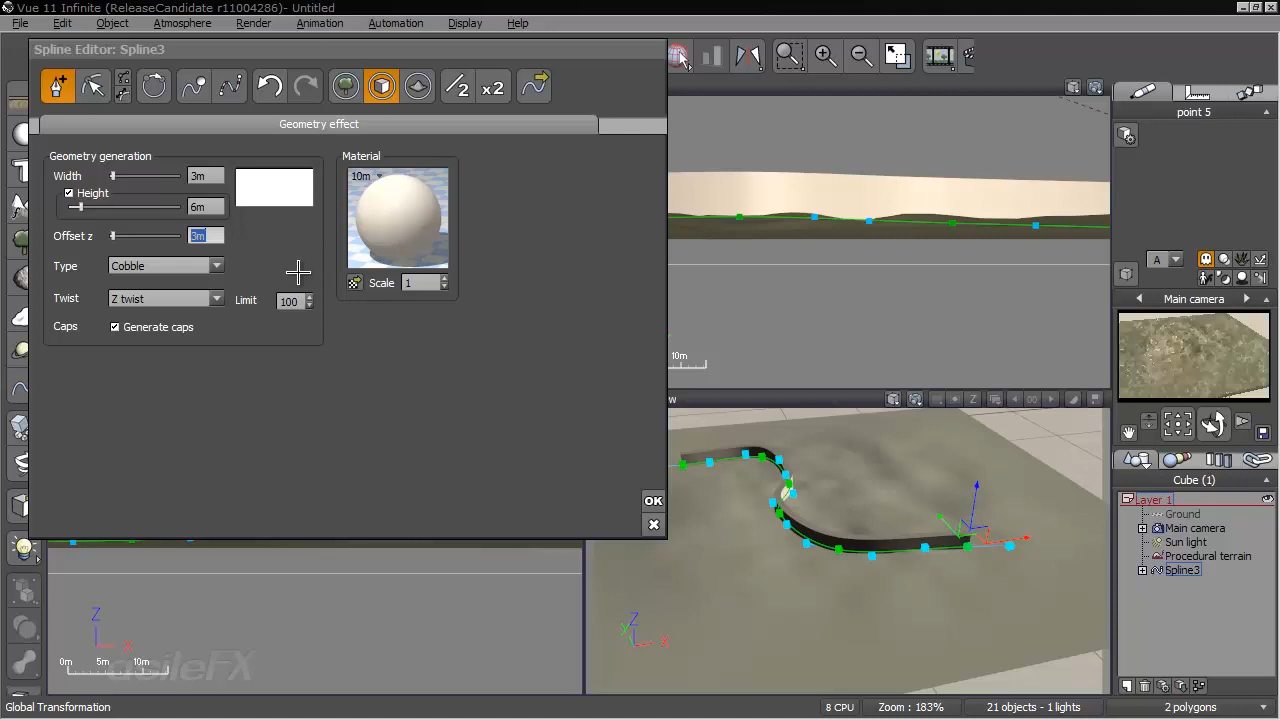 Vue 11 Infinite (ReleaseCandidate r11004286)- Untitled
File Edit Object Atmosphere Render Animation Automation Display Help
Spline Editor: Spline3
/2 x2
Geometry effect
point 5
Geometry generation
Material
Width 3m
10m
Height
6m
Offset z 3m
Type Cobble
Scale 1
Twist Z twist Limit 100
Caps Generate caps
A
Main camera
10m
Z
OK
Cube (1)
Layer 1
Ground
Main camera
Sun light
Procedural terrain
Spline3
Z
X
0m 5m 10m
Z
y
X
asileFX
Global Transformation
8 CPU
Zoom : 183%
21 objects - 1 lights
2 polygons